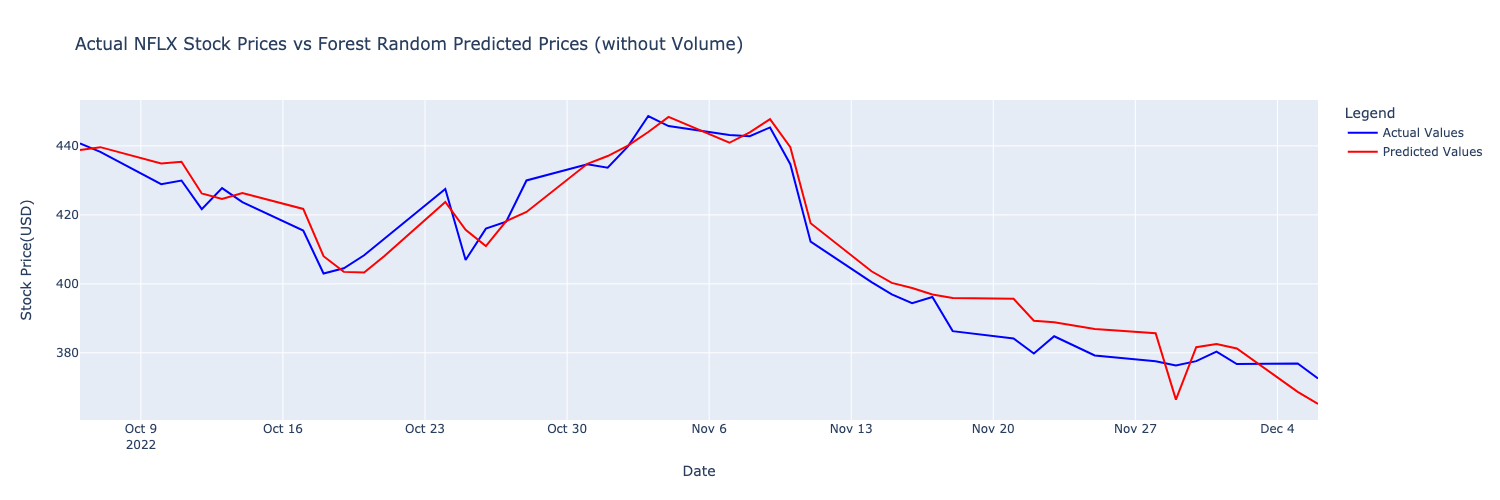 Actual NFLX Stock Prices vs Forest Random Predicted Prices (without Volume)
Legend
Actual Values
Predicted Values
Stock Price(USD)
440
420
400
380
Oct 9 Oct 16 Oct 23 Oct 30 Nov 6 Nov 13 Nov 20 Nov 27 Dec 4
2022
Date